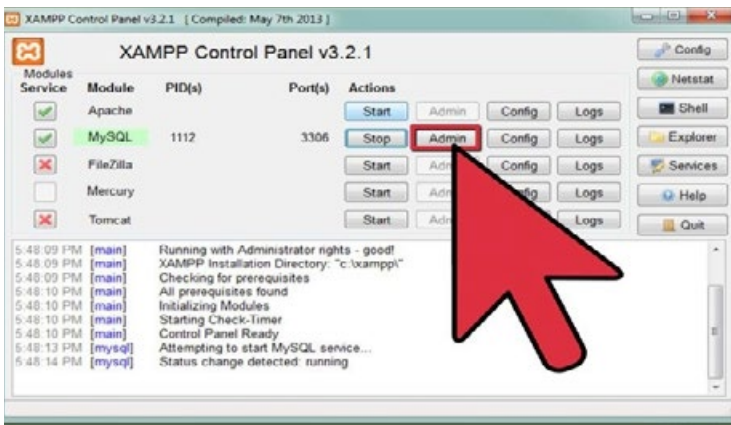 XAMPP Control Panel v3.2.1 [ Compiled: May 7th 2013 ]
XAMPP Control Panel v3.2.1
Config
Modules
Service Module PID(s) Port(s) Actions
Netstat
Apache Start Admin Config Logs
Shell
MySQL 1112 3306 Stop Admin Config Logs
Explorer
FileZilla Start Config Logs
Services
Mercury Start Logs
Help
Tomcat Start Logs
Quit
5:48:09 PM [main] Running with Administrator rights - good!
5:48:09 PM [main] XAMPP Installation Directory: "c:\xampp\"
5:48:09 PM [main] Checking for prerequisites
5:48:10 PM [main] All prerequisites found
5:48:10 PM [main] Initializing Modules
5:48:10 PM [main] Starting Check-Timer
5:48:10 PM [main] Control Panel Ready
5:48:13 PM [mysql] Attempting to start MySQL service...
5:48:14 PM [mysql] Status change detected: running